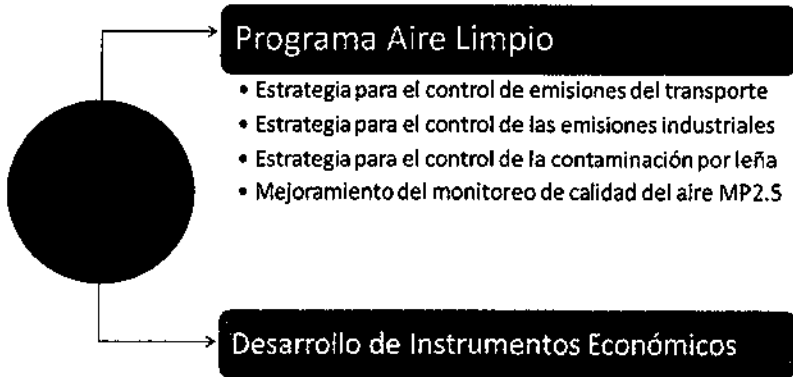 Programa Aire Limpio
• Estrategia para el control de emisiones del transporte
• Estrategia para el control de las emisiones industriales
• Estrategia para el control de la contaminación por leña
• Mejoramiento del monitoreo de calidad del aire MP2.5
Desarrollo de Instrumentos Económicos